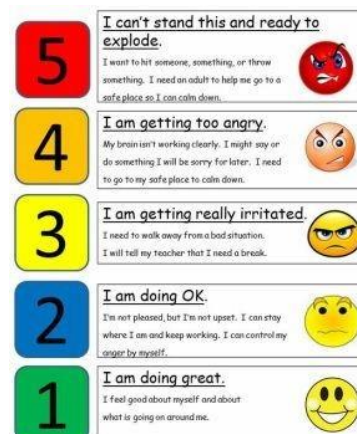 5
I can't stand this and ready to
explode.
I want to hit someone, something, or throw
something. I need an adult to help me go to a
safe place so I can calm down.
4
I am getting too angry.
My brain isn't working clearly. I might say or
do something I will be sorry for later. I need
to go to my safe place to calm down.
3
I am getting really irritated.
I need to walk away from a bad situation.
I will tell my teacher that I need a break.
2
I am doing OK.
I'm not pleased, but I'm not upset. I can stay
where I am and keep working. I can control my
anger by myself.
1
I am doing great.
I feel good about myself and about
what is going on around me.